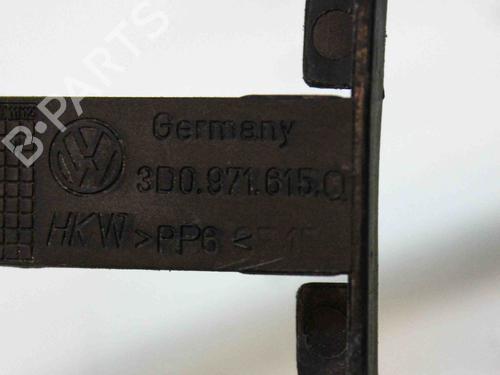 B-PARTS
Germany
3D0.971.615.Q
HKW >PP6 <